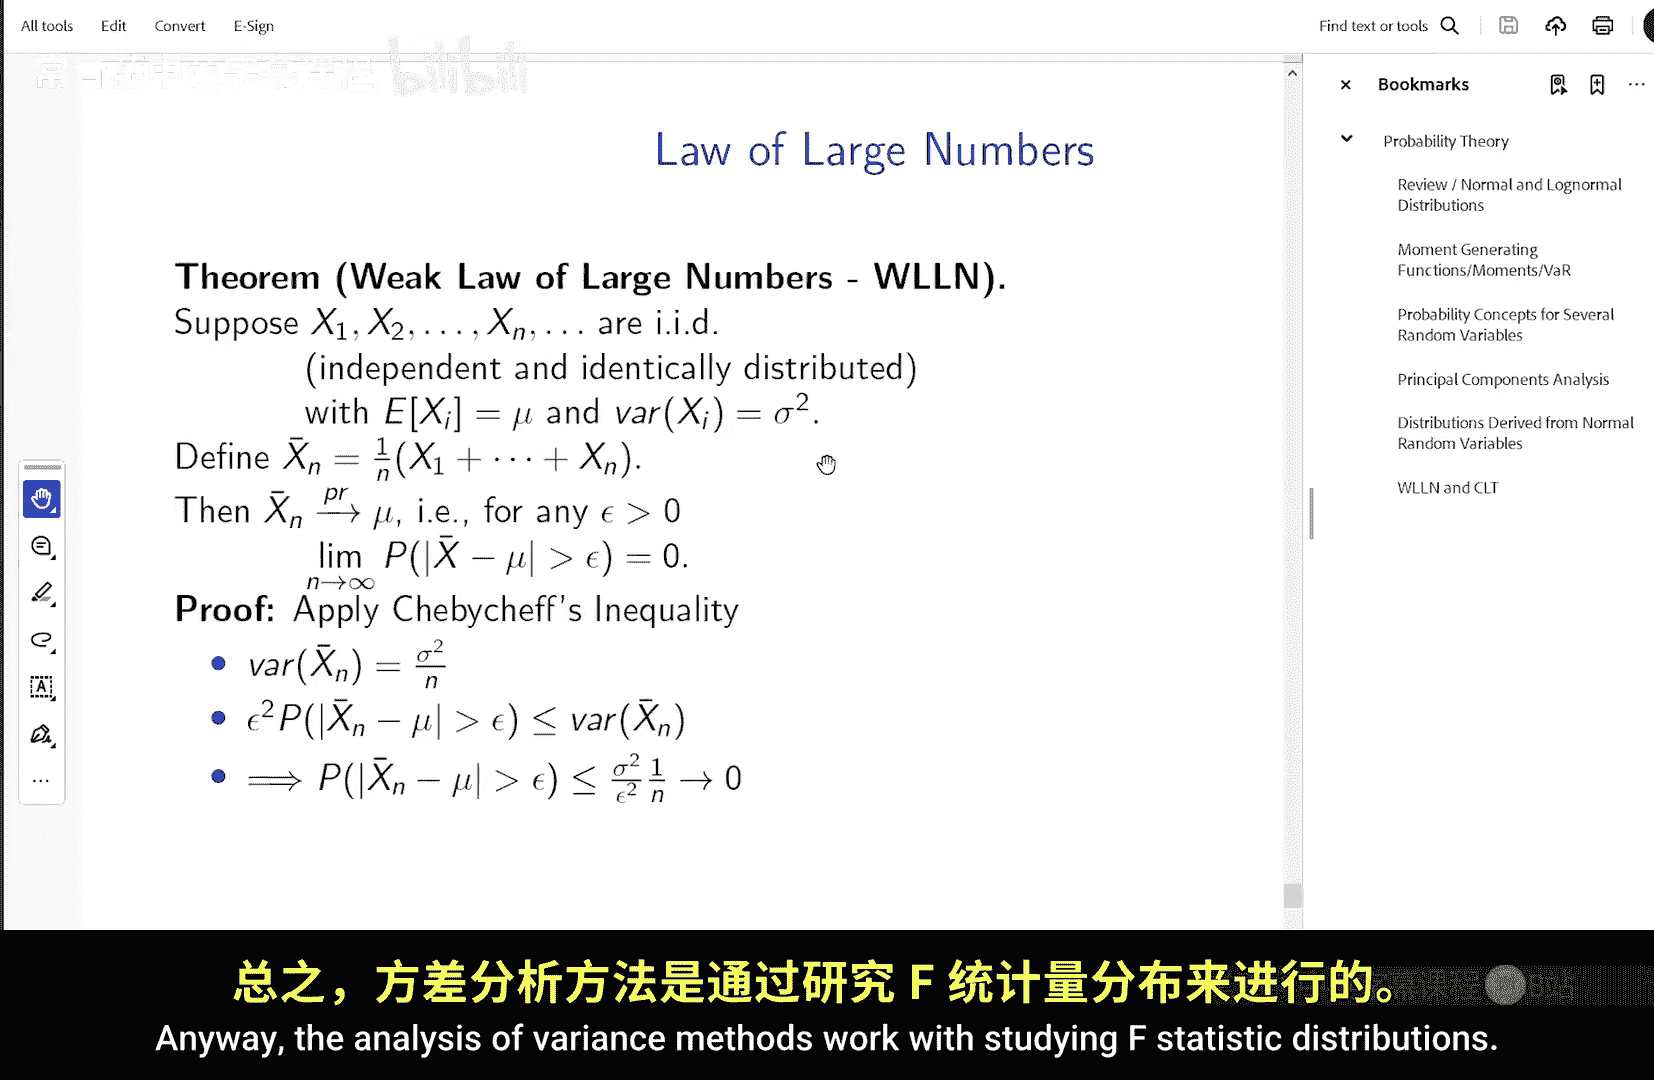 All tools Edit Convert E-Sign Find text or tools
bilibili
Law of Large Numbers
Theorem (Weak Law of Large Numbers - WLLN).
Suppose X₁, X₂, . . . , Xₙ, . . . are i.i.d.
(independent and identically distributed)
with E[Xᵢ] = μ and var(Xᵢ) = σ².
Define X̄ₙ = 1/n (X₁ + · · · + Xₙ).
Then X̄ₙ —pr→ μ, i.e., for any ϵ > 0
lim n→∞ P(|X̄ − μ| > ϵ) = 0.
Proof: Apply Chebycheff's Inequality
• var(X̄ₙ) = σ²/n
• ϵ²P(|X̄ₙ − μ| > ϵ) ≤ var(X̄ₙ)
• ⟹ P(|X̄ₙ − μ| > ϵ) ≤ σ²/ϵ² 1/n → 0
Bookmarks
Probability Theory
Review / Normal and Lognormal
Distributions
Moment Generating
Functions/Moments/VaR
Probability Concepts for Several
Random Variables
Principal Components Analysis
Distributions Derived from Normal
Random Variables
WLLN and CLT
总之，方差分析方法是通过研究 F 统计量分布来进行的。
Anyway, the analysis of variance methods work with studying F statistic distributions.